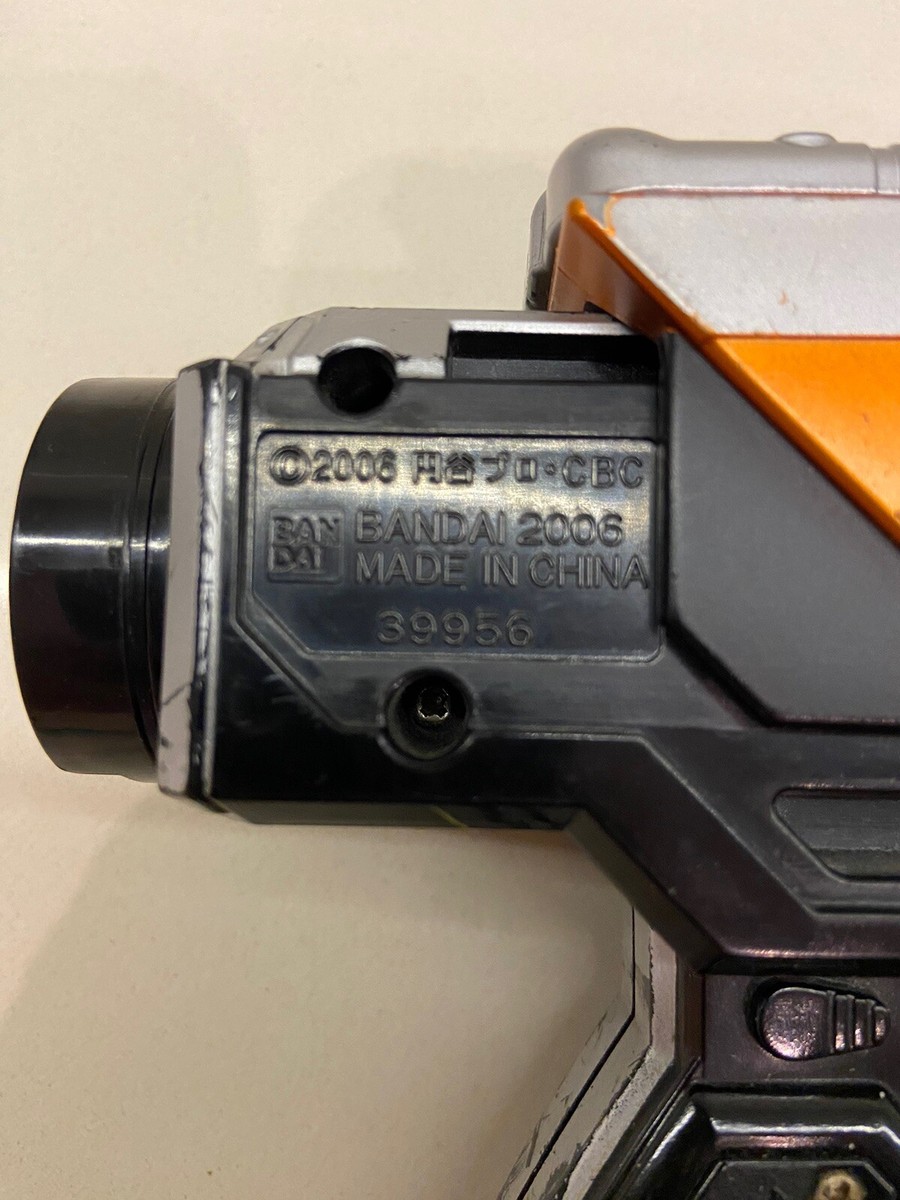 ©2006 円谷プロ・CBC
BAN
DAI
BANDAI 2006
MADE IN CHINA
39956